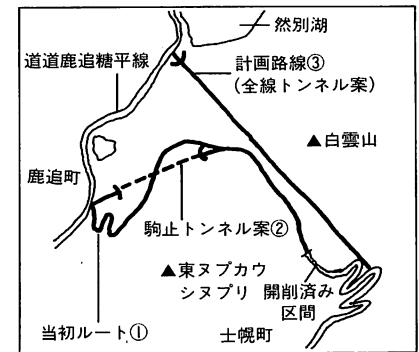 然別湖
道道鹿追糠平線
計画路線③
(全線トンネル案)
▲白雲山
鹿追町
駒止トンネル案②
▲東ヌプカウ
シヌプリ
開削済み
区間
当初ルート①
士幌町